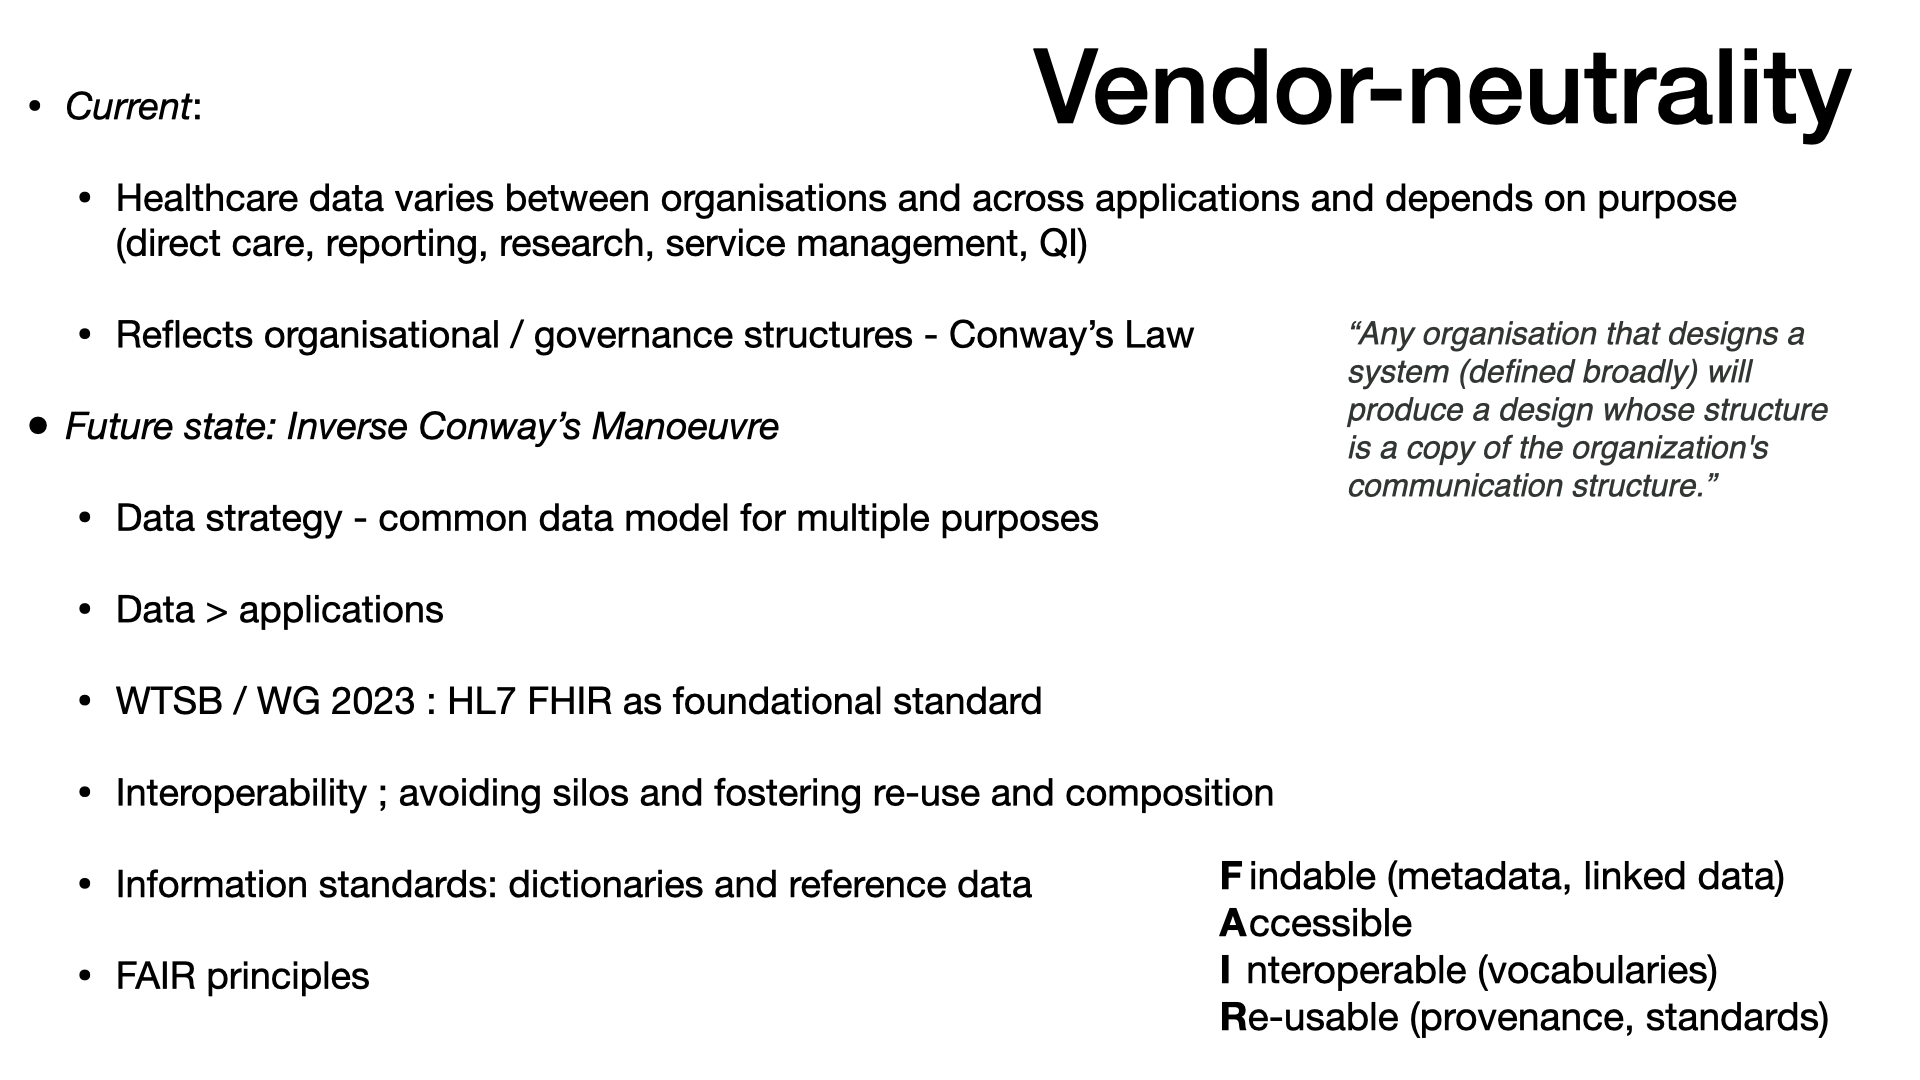 Vendor-neutrality
• Current:
• Healthcare data varies between organisations and across applications and depends on purpose
(direct care, reporting, research, service management, QI)
• Reflects organisational / governance structures - Conway’s Law
“Any organisation that designs a
system (defined broadly) will
produce a design whose structure
is a copy of the organization's
communication structure.”
• Future state: Inverse Conway’s Manoeuvre
• Data strategy - common data model for multiple purposes
• Data > applications
• WTSB / WG 2023 : HL7 FHIR as foundational standard
• Interoperability ; avoiding silos and fostering re-use and composition
• Information standards: dictionaries and reference data
• FAIR principles
Findable (metadata, linked data)
Accessible
Interoperable (vocabularies)
Re-usable (provenance, standards)